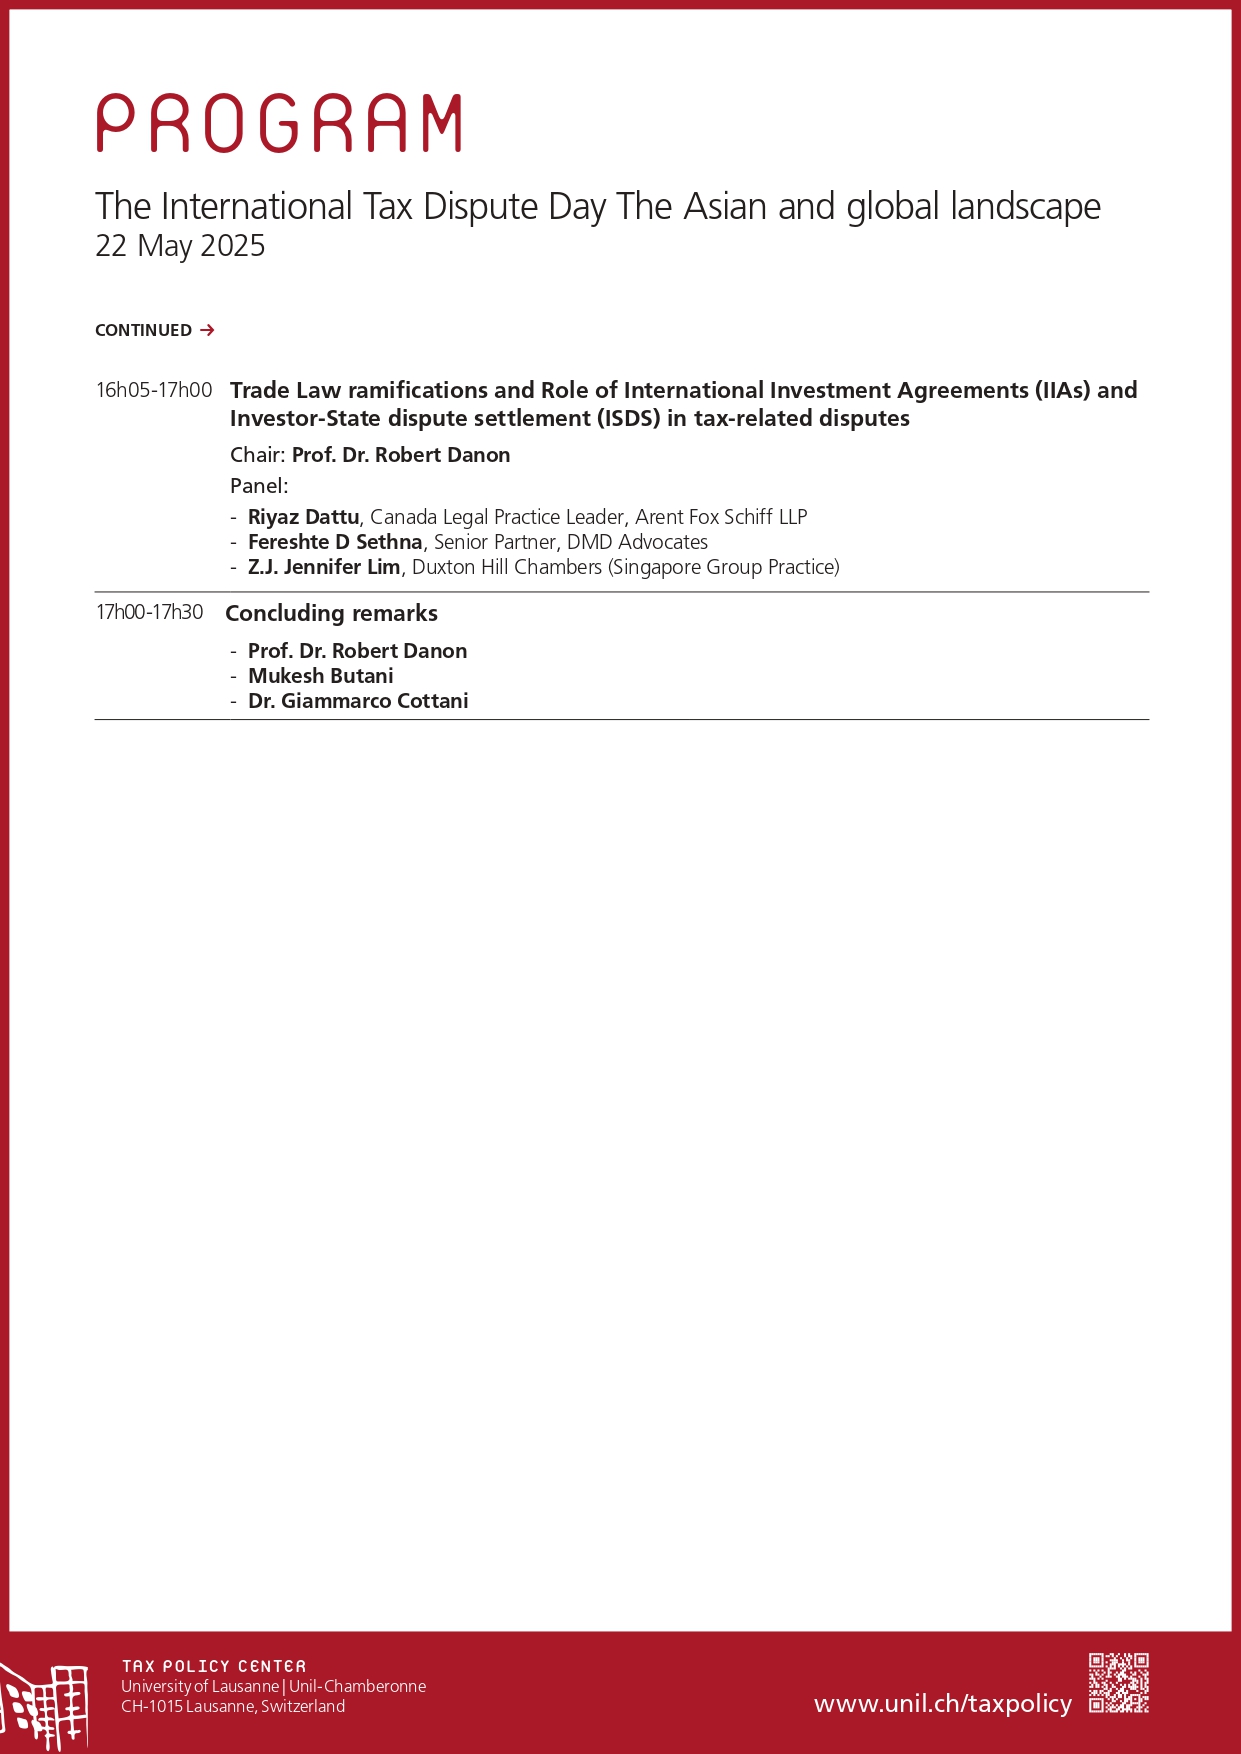 PROGRAM
The International Tax Dispute Day The Asian and global landscape
22 May 2025
CONTINUED →
16h05-17h00 Trade Law ramifications and Role of International Investment Agreements (IIAs) and
Investor-State dispute settlement (ISDS) in tax-related disputes
Chair: Prof. Dr. Robert Danon
Panel:
- Riyaz Dattu, Canada Legal Practice Leader, Arent Fox Schiff LLP
- Fereshte D Sethna, Senior Partner, DMD Advocates
- Z.J. Jennifer Lim, Duxton Hill Chambers (Singapore Group Practice)
17h00-17h30 Concluding remarks
- Prof. Dr. Robert Danon
- Mukesh Butani
- Dr. Giammarco Cottani
TAX POLICY CENTER
University of Lausanne | Unil-Chamberonne
CH-1015 Lausanne, Switzerland
www.unil.ch/taxpolicy